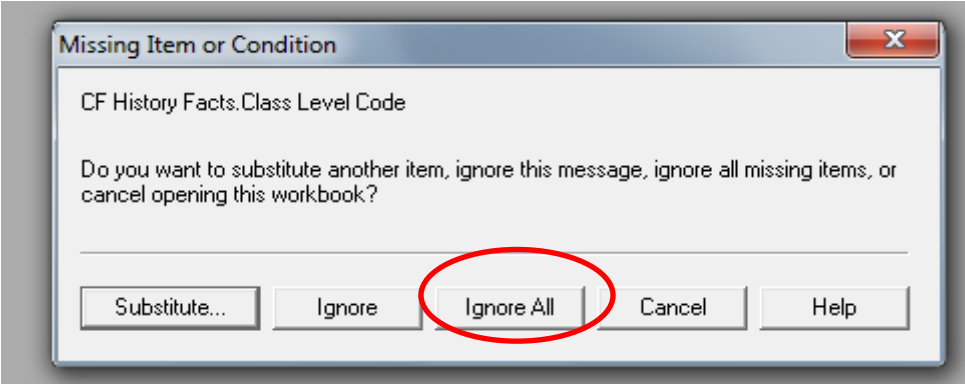 Missing Item or Condition
CF History Facts.Class Level Code
Do you want to substitute another item, ignore this message, ignore all missing items, or
cancel opening this workbook?
Substitute... Ignore Ignore All Cancel Help